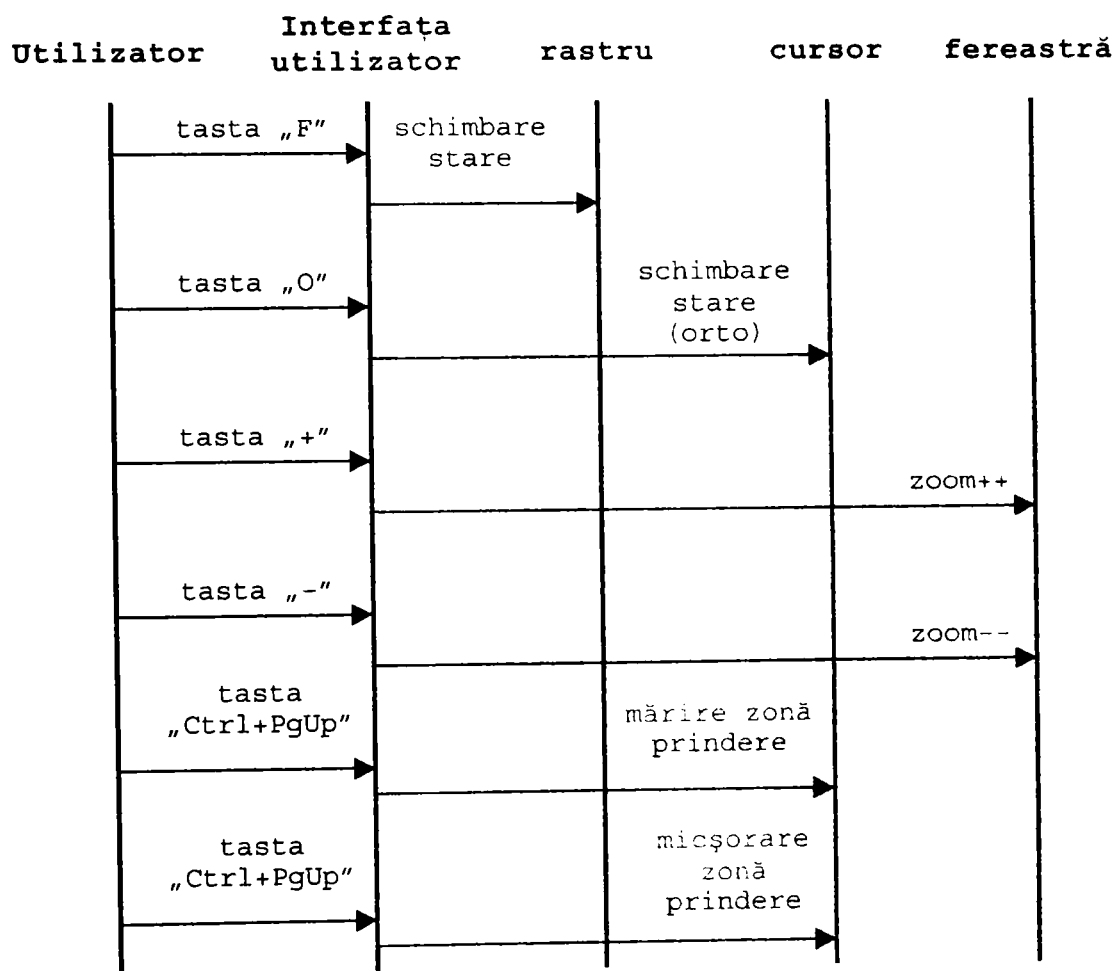 Utilizator
Interfața
utilizator
rastru
cursor
fereastră
tasta „F”
schimbare
stare
tasta „O”
schimbare
stare
(orto)
tasta „+”
zoom++
tasta „-”
zoom--
tasta
„Ctrl+PgUp”
mărire zonă
prindere
tasta
„Ctrl+PgUp”
micşorare
zonă
prindere